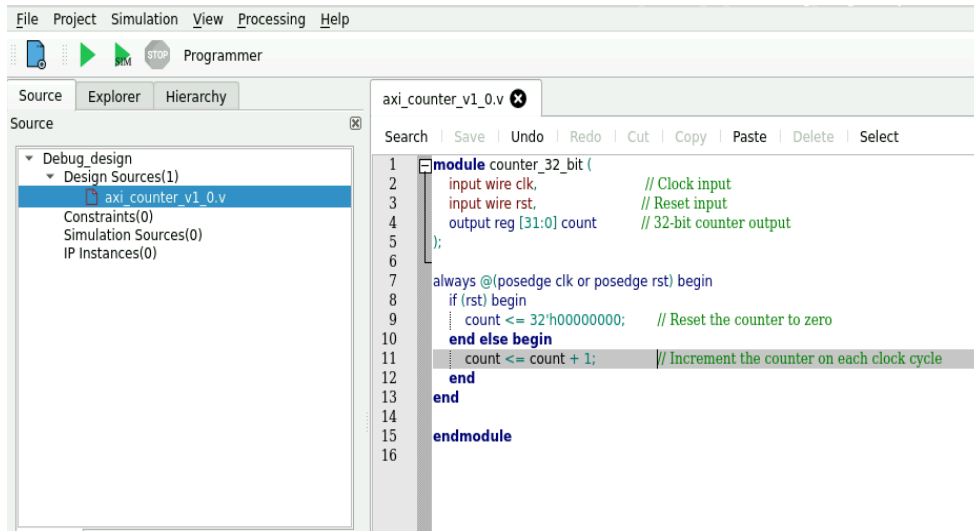 File Project Simulation View Processing Help
SIM STOP Programmer
Source Explorer Hierarchy
Source
Debug_design
Design Sources(1)
axi_counter_v1_0.v
Constraints(0)
Simulation Sources(0)
IP Instances(0)
axi_counter_v1_0.v
Search Save Undo Redo Cut Copy Paste Delete Select
1 module counter_32_bit (
2 input wire clk, // Clock input
3 input wire rst, // Reset input
4 output reg [31:0] count // 32-bit counter output
5 );
6
7 always @(posedge clk or posedge rst) begin
8 if (rst) begin
9 count <= 32'h00000000; // Reset the counter to zero
10 end else begin
11 count <= count + 1; // Increment the counter on each clock cycle
12 end
13 end
14
15 endmodule
16